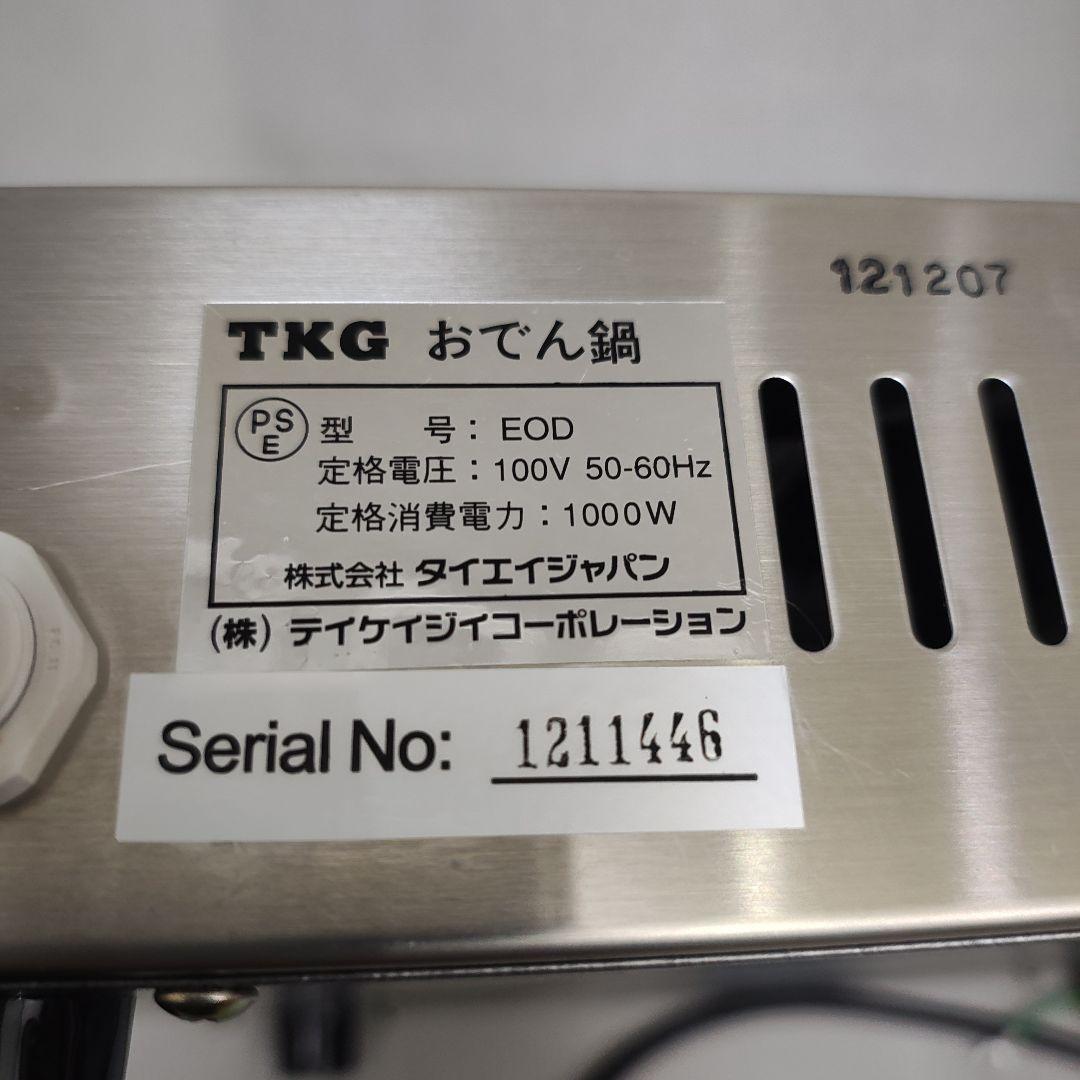 121207
TKG おでん鍋
PSE
型 号： EOD
定格電圧：100V 50-60Hz
定格消費電力：1000W
株式会社 タイエイジャパン
(株) テイケイジイコーポレーション
Serial No: 1211446